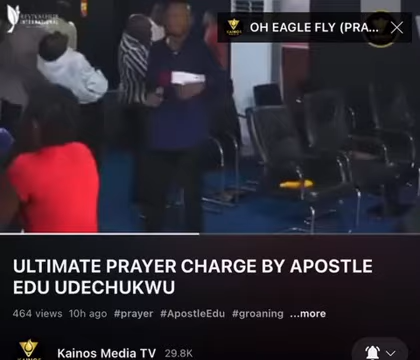 OH EAGLE FLY (PRA...
ULTIMATE PRAYER CHARGE BY APOSTLE
EDU UDECHUKWU
464 views 10h ago #prayer #ApostleEdu #groaning ...more
Kainos Media TV 29.8K